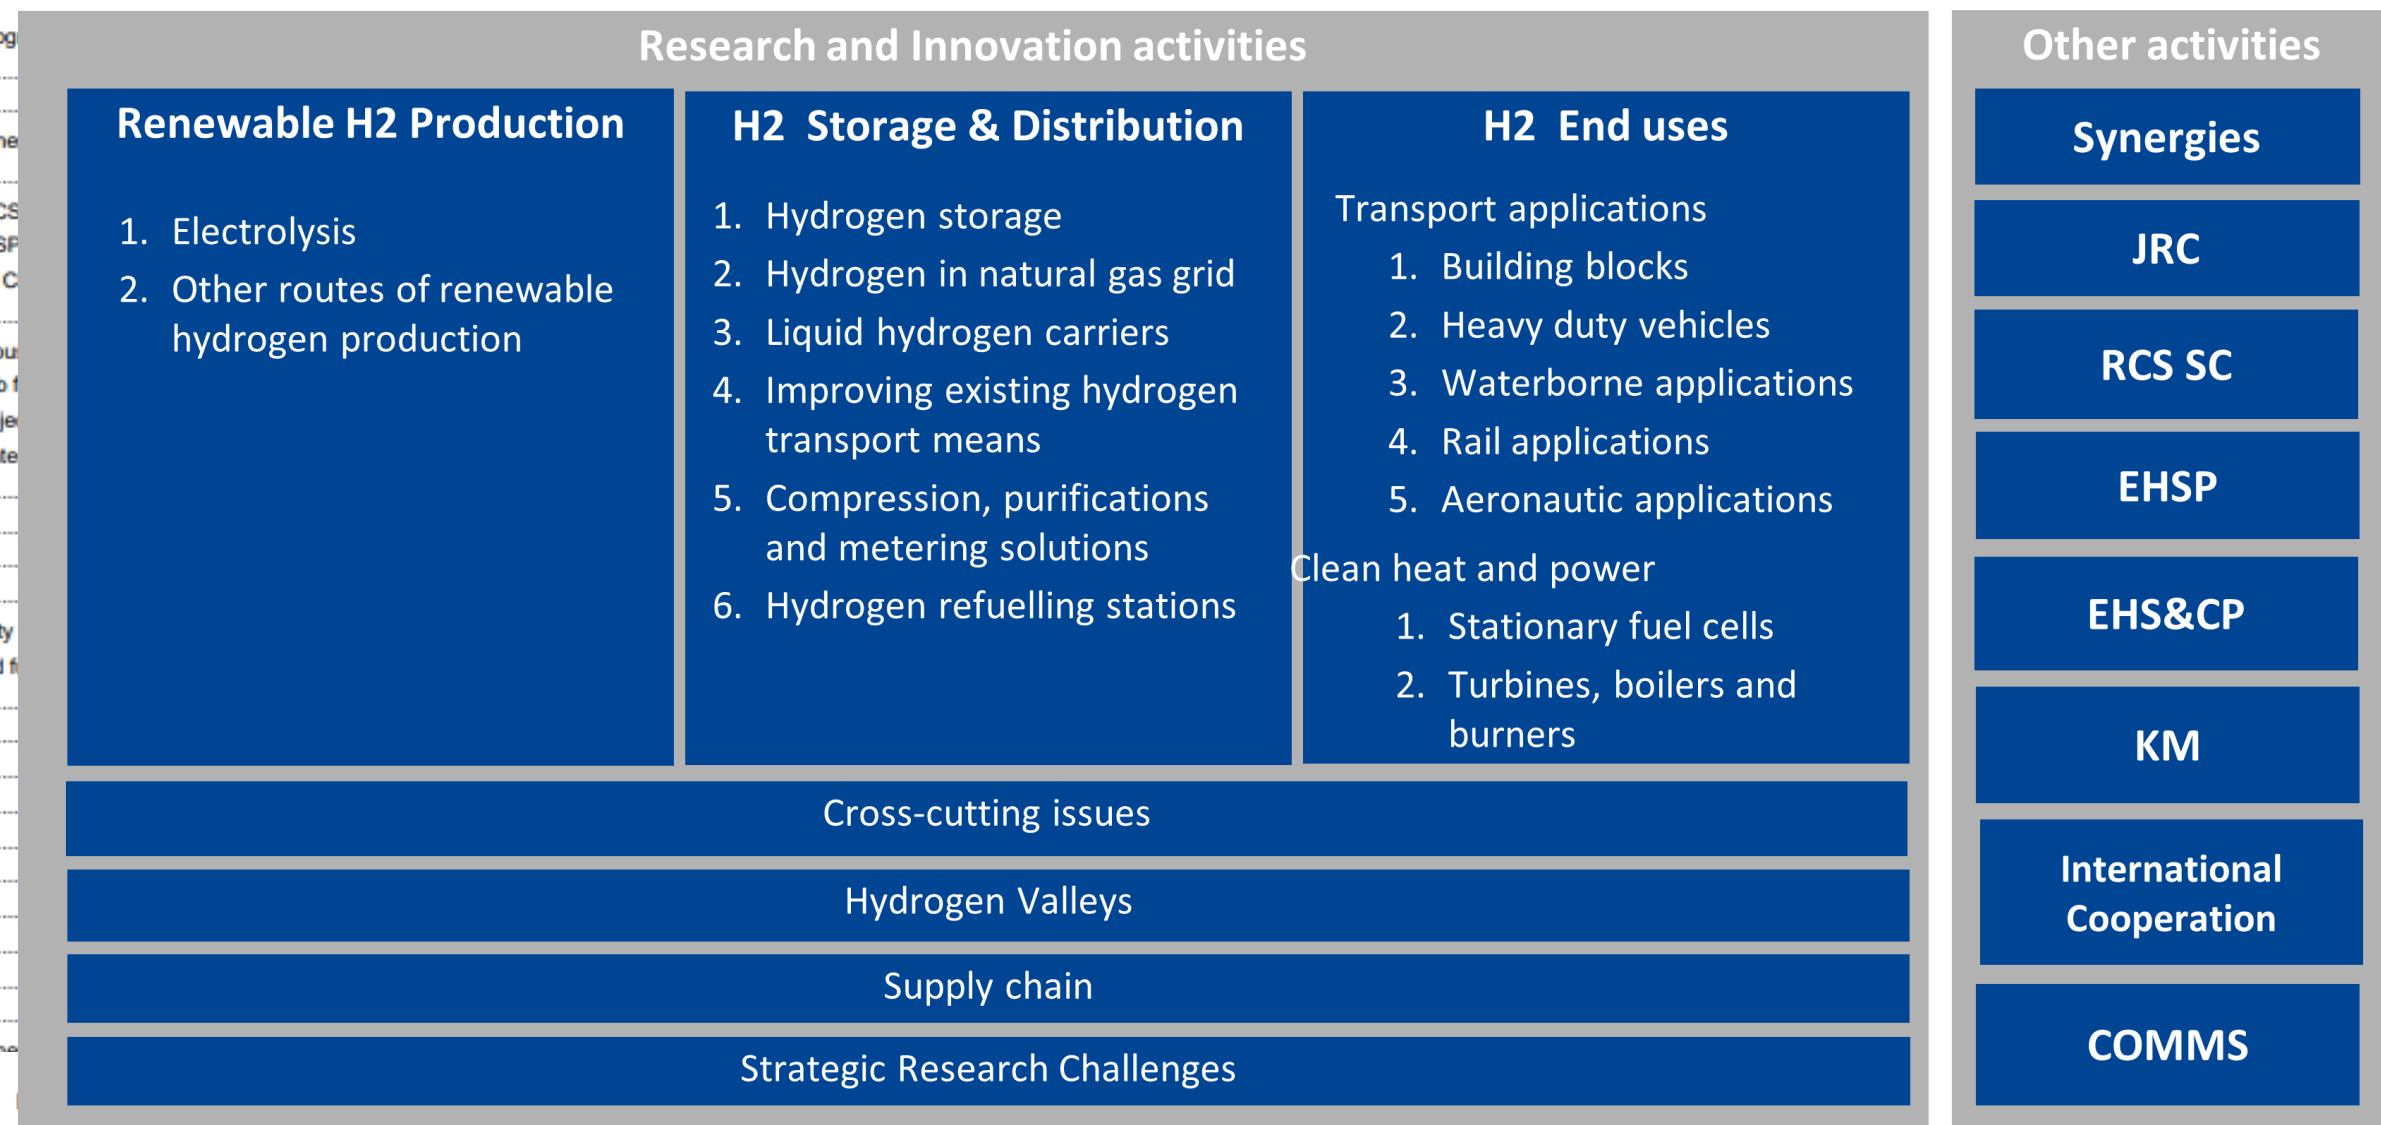 Research and Innovation activities
Renewable H2 Production
1. Electrolysis
2. Other routes of renewable
hydrogen production
H2 Storage & Distribution
1. Hydrogen storage
2. Hydrogen in natural gas grid
3. Liquid hydrogen carriers
4. Improving existing hydrogen
transport means
5. Compression, purifications
and metering solutions
6. Hydrogen refuelling stations
H2 End uses
Transport applications
1. Building blocks
2. Heavy duty vehicles
3. Waterborne applications
4. Rail applications
5. Aeronautic applications
Clean heat and power
1. Stationary fuel cells
2. Turbines, boilers and
burners
Cross-cutting issues
Hydrogen Valleys
Supply chain
Strategic Research Challenges
Other activities
Synergies
JRC
RCS SC
EHSP
EHS&CP
KM
International
Cooperation
COMMS